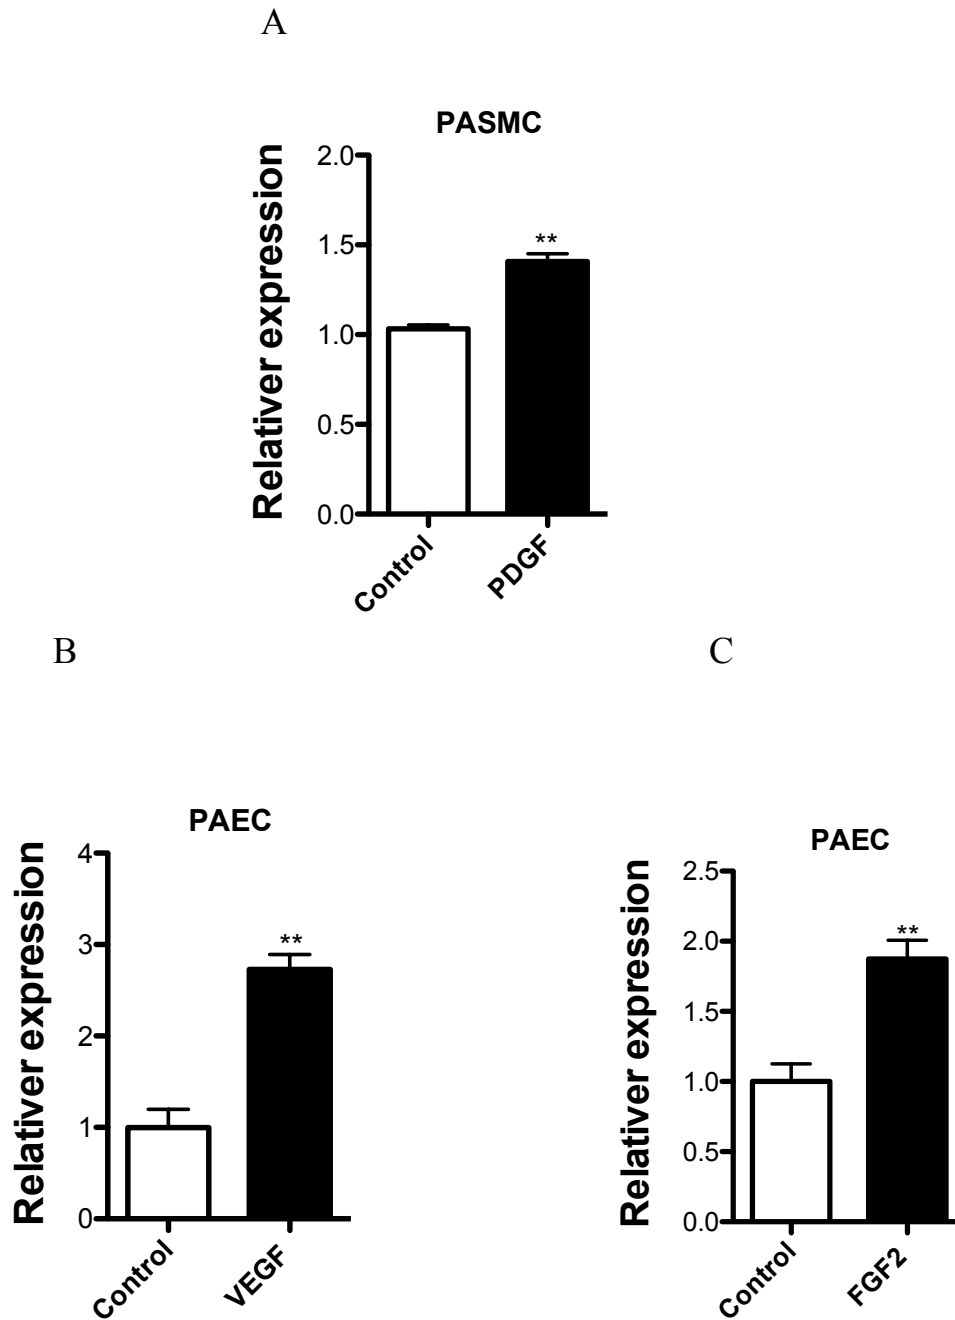 A
PASMC
Relativer expression
2.0
1.5
1.0
0.5
0.0
**
Control
PDGF
B
PAEC
Relativer expression
4
3
2
1
0
**
Control
VEGF
C
PAEC
Relativer expression
2.5
2.0
1.5
1.0
0.5
0.0
**
Control
FGF2